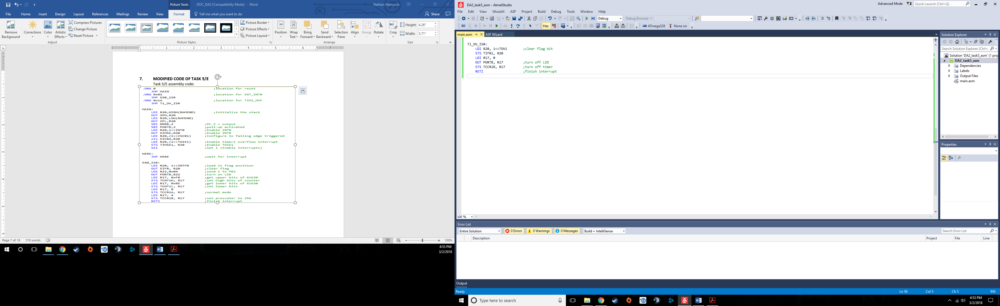 Picture Tools
DOC_DA2 [Compatibility Mode] - Word
Nathan Hanuscin
File Home Insert Design Layout References Mailings Review View Format Tell me what you want to do
Share
Remove Background
Corrections
Color
Artistic Effects
Compress Pictures
Change Picture
Reset Picture
Adjust
Picture Styles
Picture Border
Picture Effects
Picture Layout
Position
Wrap Text
Bring Forward
Send Backward
Selection Pane
Align
Group
Rotate
Arrange
Crop
Height: 4.26"
Width: 5.71"
Size
7. MODIFIED CODE OF TASK 5/E
Task 5/E assembly code:
.ORG 0 ;location for reset
JMP MAIN
.ORG 0x02 ;location for EXT_INT0
JMP EX0_ISR
.ORG 0x1A ;location for TIM1_OVF
JMP T1_OV_ISR
MAIN:
LDI R20,HIGH(RAMEND) ;initialize the stack
OUT SPH,R20
LDI R20,LOW(RAMEND)
OUT SPL,R20
SBI DDRB,2 ;PC.3 = output
SBI PORTD,2 ;pull-up activated
LDI R20,1<<INT0 ;Enable INT0
OUT EIMSK,R20 ;Enable INT0
LDI R20,(1<<ISC01) ;Configure to falling edge triggered
sts EICRA,R20
LDI R20,(1<<TOIE1) ;Enable timer1 overflow interrupt
STS TIMSK1, R20 ;Enable TOIE1
SEI ;Set I (Enable Interrupts)
HERE:
JMP HERE ;wait for interrupt
EX0_ISR:
LDI R20, 1<<INTF0 ;load in flag position
OUT EIFR, R20 ;clear flag
LDI R22,0x04 ;send 1 to PB2
OUT PORTB,R22 ;turn on LED
LDI R17, 0xF0 ;get upper bits of 61630
STS TCNT1H, R17 ;set high bits of counter
LDI R17, 0xBE ;get lower bits of 61630
STS TCNT1L, R17 ;set lower bits
LDI R17, 0
STS TCCR1A, R17 ;normal mode
LDI R17, 4
STS TCCR1B, R17 ;set prescaler to 256
RETI ;finish interrupt
Page 7 of 18 318 words
100%
4:53 PM
3/2/2018
DA2_task5_asm - AtmelStudio
Advanced Mode
2
Quick Launch (Ctrl+Q)
File Edit View VAssistX ASF Project Build Debug Tools Window Help
Debug
Debug Browser
Hex
ATmega328
None on
main.asm
ASF Wizard
T1_OV_ISR:
LDI R20, 1<<TOV1 ;clear flag bit
STS TIFR1, R20
LDI R17, 0
OUT PORTB, R17 ;turn off LED
STS TCCR1B, R17 ;turn off timer
RETI ;finish interrupt
100 %
Solution Explorer
Search Solution Explorer (Ctrl+;
Solution 'DA2_task5_asm' (1 proj
DA2_task5_asm
Dependencies
Labels
Output Files
main.asm
Properties
Error List
Entire Solution
0 Errors
0 Warnings
0 Messages
Build + IntelliSense
Search Error List
Description
Project
File
Line
Output
Ready
Ln 56
Col 5
Ch 5
INS
Type here to search
4:53 PM
3/2/2018